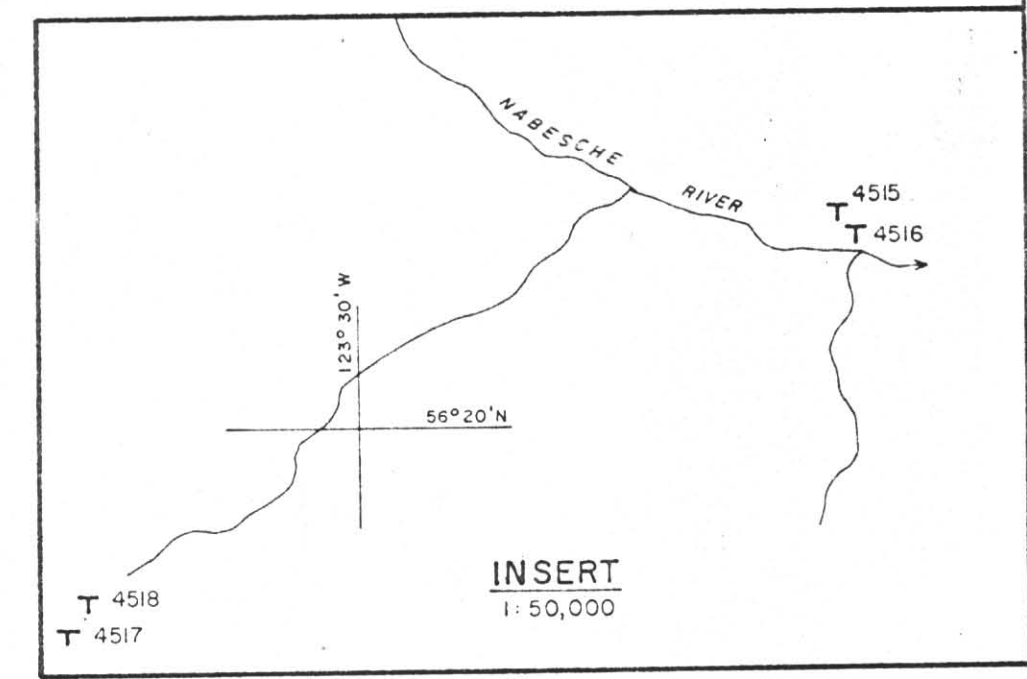 NABESCHE
RIVER
T 4515
T 4516
123° 30' W
56° 20' N
INSERT
1: 50,000
T 4518
T 4517